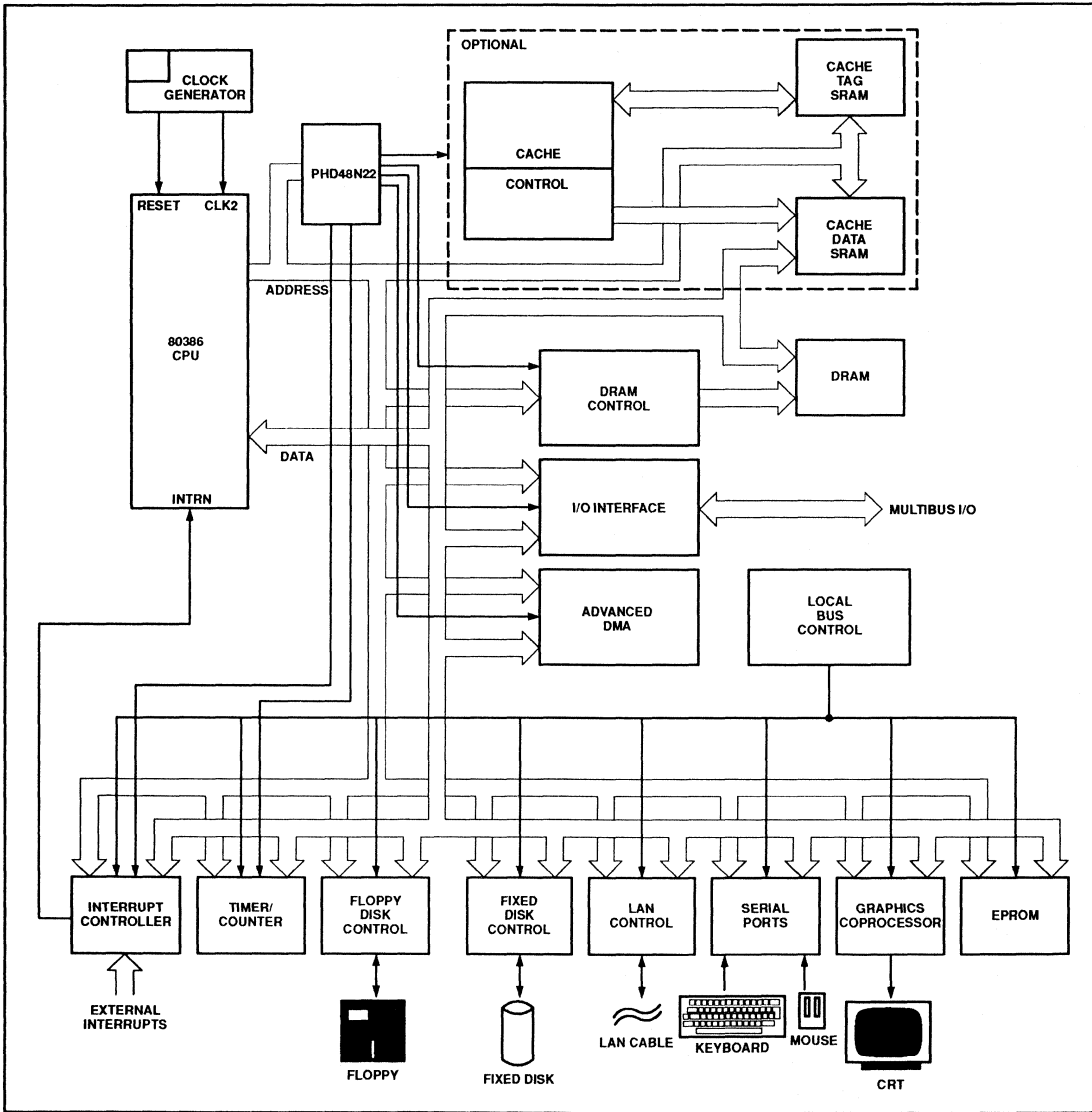 OPTIONAL
CLOCK
GENERATOR
CACHE
TAG
SRAM
PHD48N22
CACHE
CONTROL
RESET
CLK2
CACHE
DATA
SRAM
ADDRESS
80386
CPU
DRAM
CONTROL
DRAM
DATA
INTRN
I/O INTERFACE
MULTIBUS I/O
ADVANCED
DMA
LOCAL
BUS
CONTROL
INTERRUPT
CONTROLLER
TIMER/
COUNTER
FLOPPY
DISK
CONTROL
FIXED
DISK
CONTROL
LAN
CONTROL
SERIAL
PORTS
GRAPHICS
COPROCESSOR
EPROM
EXTERNAL
INTERRUPTS
FLOPPY
FIXED DISK
LAN CABLE
KEYBOARD
MOUSE
CRT